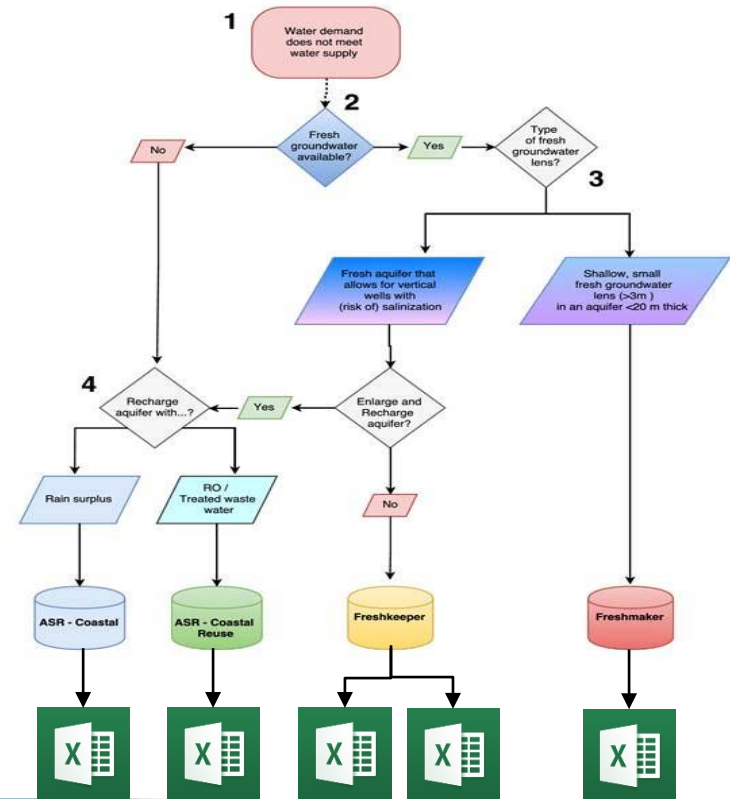 1
Water demand
does not meet
water supply
2
Fresh
groundwater
available?
No
Yes
Type
of fresh
groundwater
lens?
3
Fresh aquifer that
allows for vertical
wells with
(risk of) salinization
Shallow, small
fresh groundwater
lens (>3m )
in an aquifer <20 m thick
4
Recharge
aquifer with...?
Yes
Enlarge and
Recharge
aquifer?
Rain surplus
RO /
Treated waste
water
No
ASR - Coastal
ASR - Coastal
Reuse
Freshkeeper
Freshmaker
X
X
X
X
X